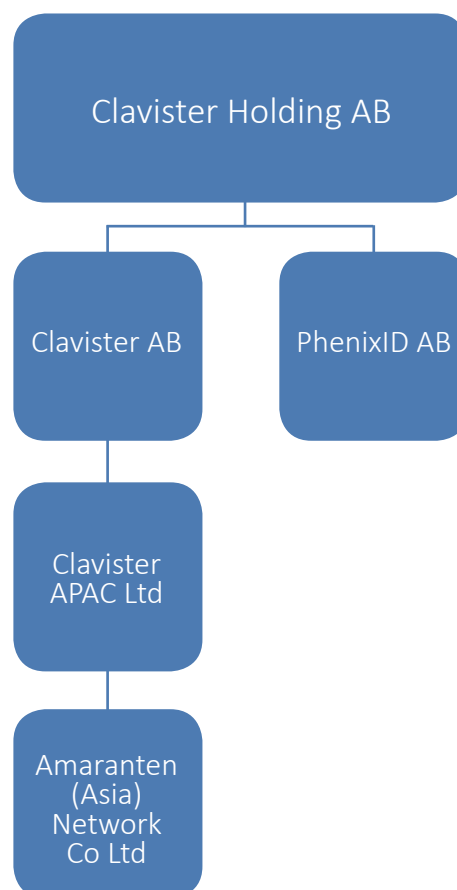 Clavister Holding AB
Clavister AB
PhenixID AB
Clavister
APAC Ltd
Amaranten
(Asia)
Network
Co Ltd